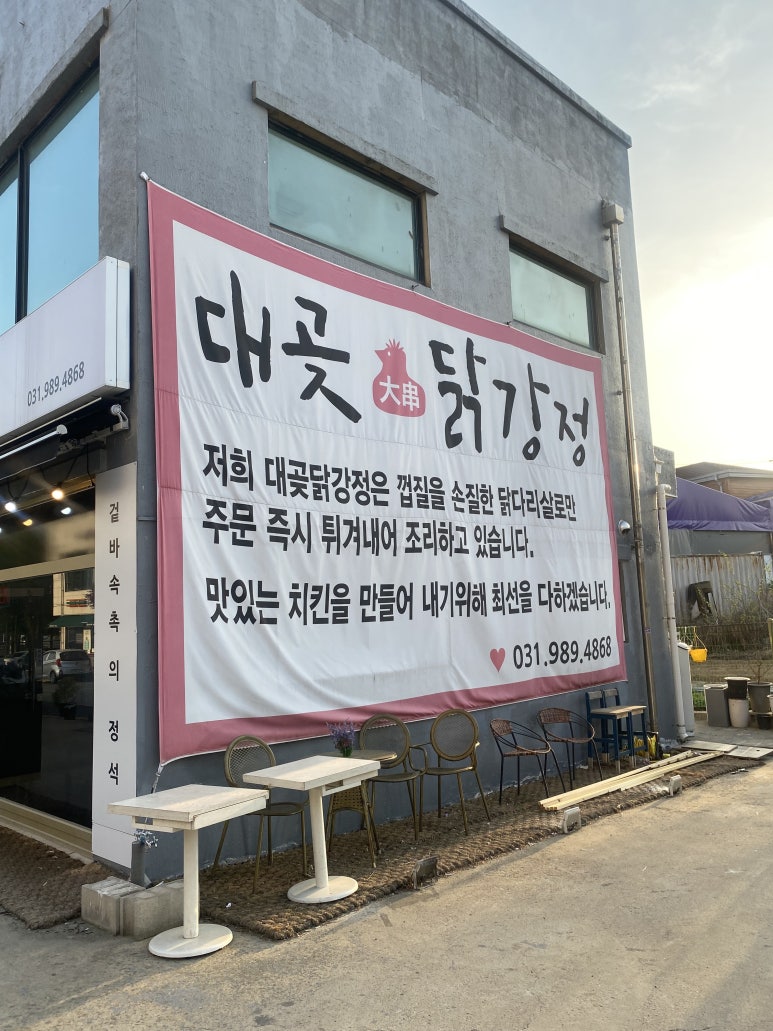 대곶 大串 닭강정
저희 대곶닭강정은 껍질을 손질한 닭다리살로만
주문 즉시 튀겨내어 조리하고 있습니다.
맛있는 치킨을 만들어 내기위해 최선을 다하겠습니다.
♥ 031.989.4868
031.989.4868
겉바속촉의 정석